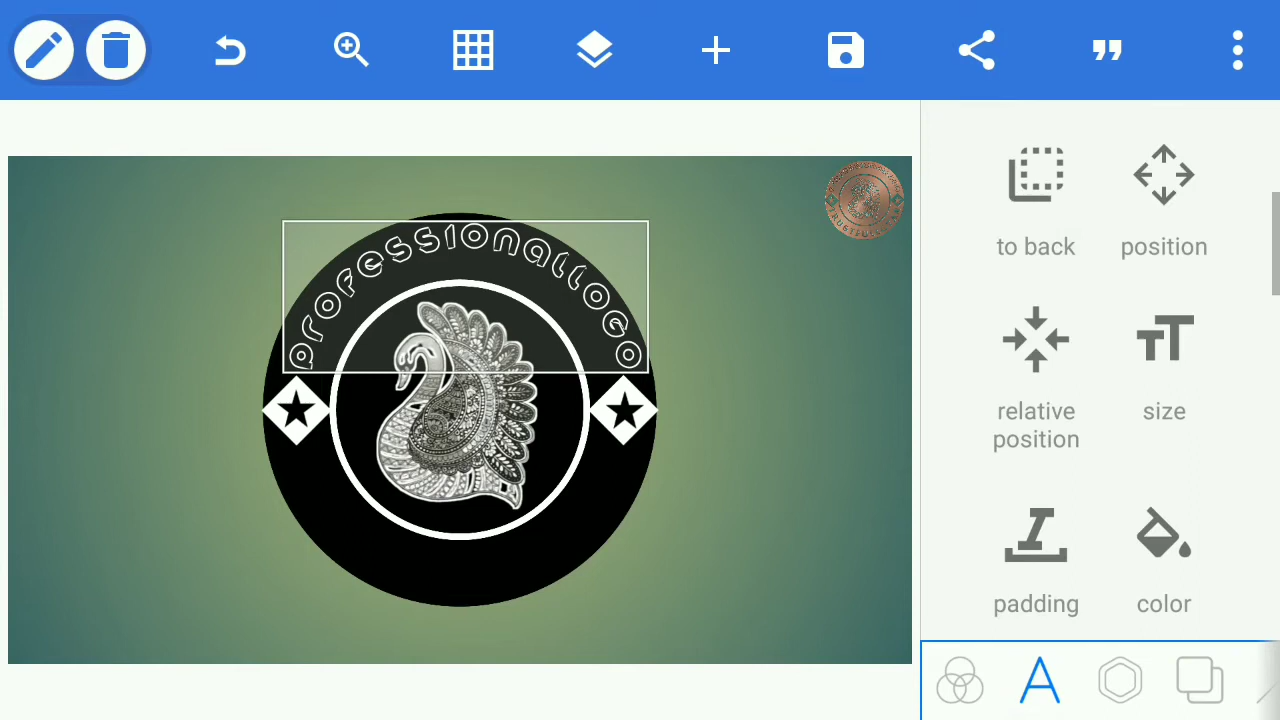 PROFESSIONALLOGO
to back
position
relative
position
size
padding
color